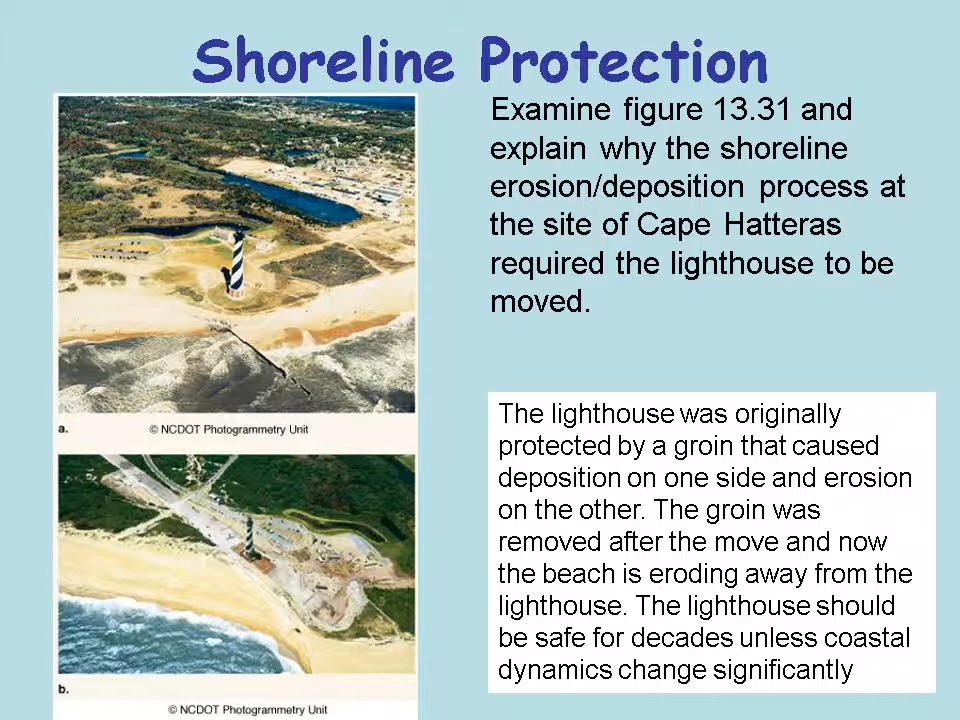 Shoreline Protection
Examine figure 13.31 and
explain why the shoreline
erosion/deposition process at
the site of Cape Hatteras
required the lighthouse to be
moved.
a.
© NCDOT Photogrammetry Unit
The lighthouse was originally
protected by a groin that caused
deposition on one side and erosion
on the other. The groin was
removed after the move and now
the beach is eroding away from the
lighthouse. The lighthouse should
be safe for decades unless coastal
dynamics change significantly
b.
© NCDOT Photogrammetry Unit